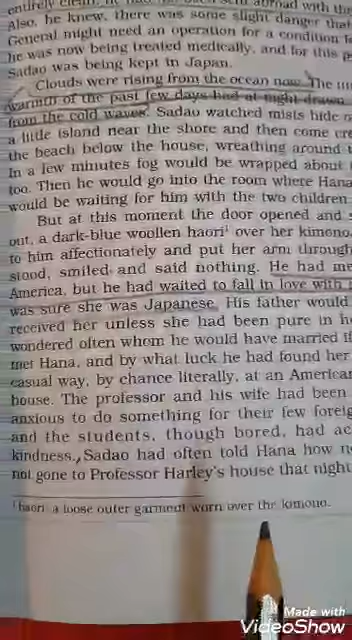 entirely clean, he had not been sent abroad with the
Also, he knew, there was some slight danger that
General might need an operation for a condition f
he was now being treated medically, and for this p
Sadao was being kept in Japan.
Clouds were rising from the ocean now. The un
warmth of the past few days had at night drawn
from the cold waves. Sadao watched mists hide o
a little island near the shore and then come cre
the beach below the house, wreathing around t
In a few minutes fog would be wrapped about
too. Then he would go into the room where Hana
would be waiting for him with the two children
But at this moment the door opened and s
out, a dark-blue woollen haori¹ over her kimono.
to him affectionately and put her arm through
stood, smiled and said nothing. He had me
America, but he had waited to fall in love with
was sure she was Japanese. His father would
received her unless she had been pure in he
wondered often whom he would have married if
met Hana, and by what luck he had found her
casual way, by chance literally, at an American
house. The professor and his wife had been
anxious to do something for their few foreig
and the students, though bored, had ac
kindness. Sadao had often told Hana how n
not gone to Professor Harley's house that night
¹ haori: a loose outer garment worn over the kimono.
Made with
VideoShow